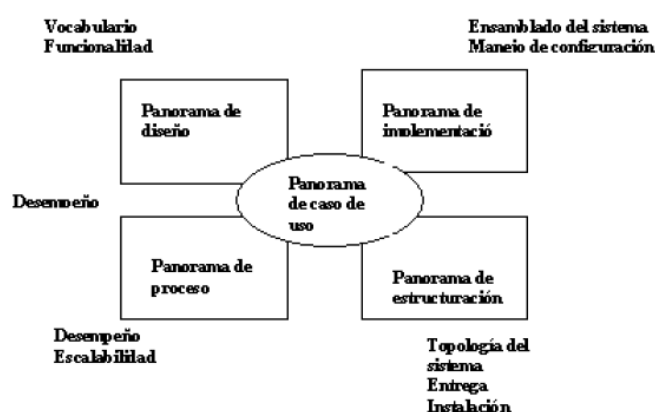 Vocabulario
Funcionalidad
Ensamblado del sistema
Manejo de configuración
Panorama de
diseño
Panorama de
implementació
Panorama
de caso de
uso
Desempeño
Panorama de
proceso
Panorama de
estructuración
Desempeño
Escalabilidad
Topología del
sistema
Entrega
Instalación